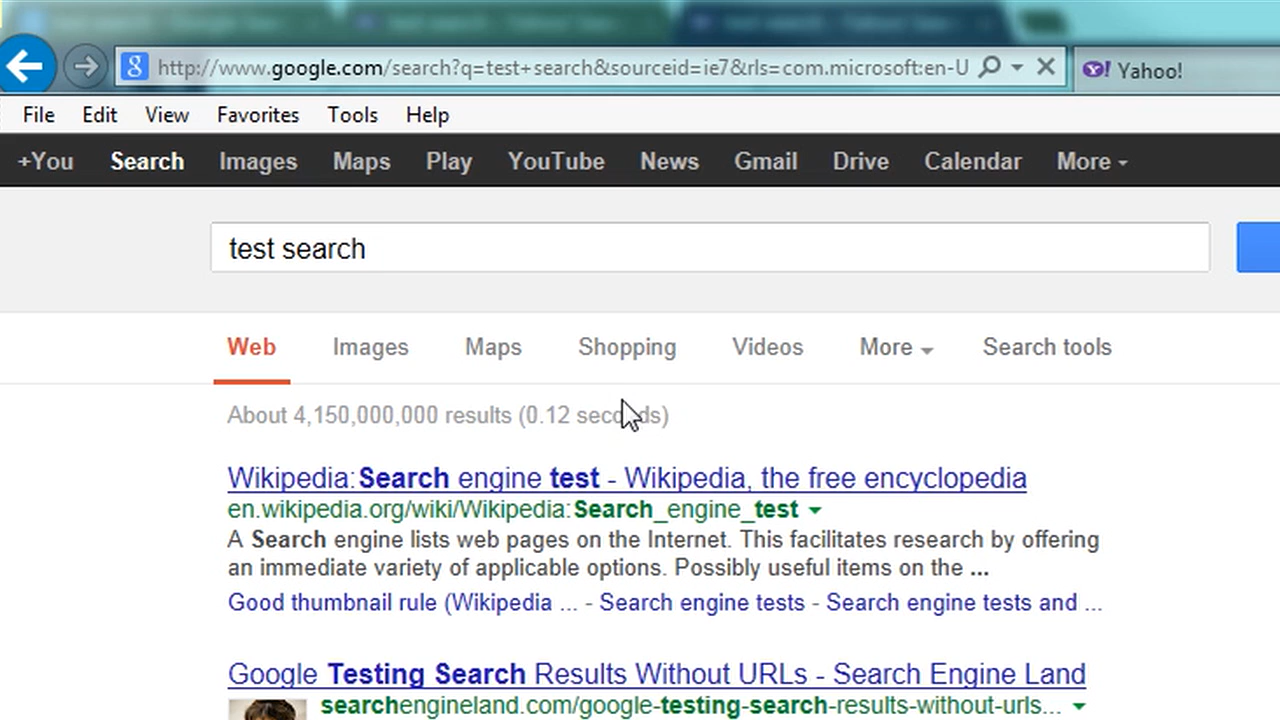 http://www.google.com/search?q=test+search&sourceid=ie7&rls=com.microsoft:en-U
Yahoo!
File Edit View Favorites Tools Help
+You Search Images Maps Play YouTube News Gmail Drive Calendar More
test search
Web Images Maps Shopping Videos More Search tools
About 4,150,000,000 results (0.12 seconds)
Wikipedia:Search engine test - Wikipedia, the free encyclopedia
en.wikipedia.org/wiki/Wikipedia:Search_engine_test
A Search engine lists web pages on the Internet. This facilitates research by offering
an immediate variety of applicable options. Possibly useful items on the ...
Good thumbnail rule (Wikipedia ... - Search engine tests - Search engine tests and ...
Google Testing Search Results Without URLs - Search Engine Land
searchengineland.com/google-testing-search-results-without-urls...